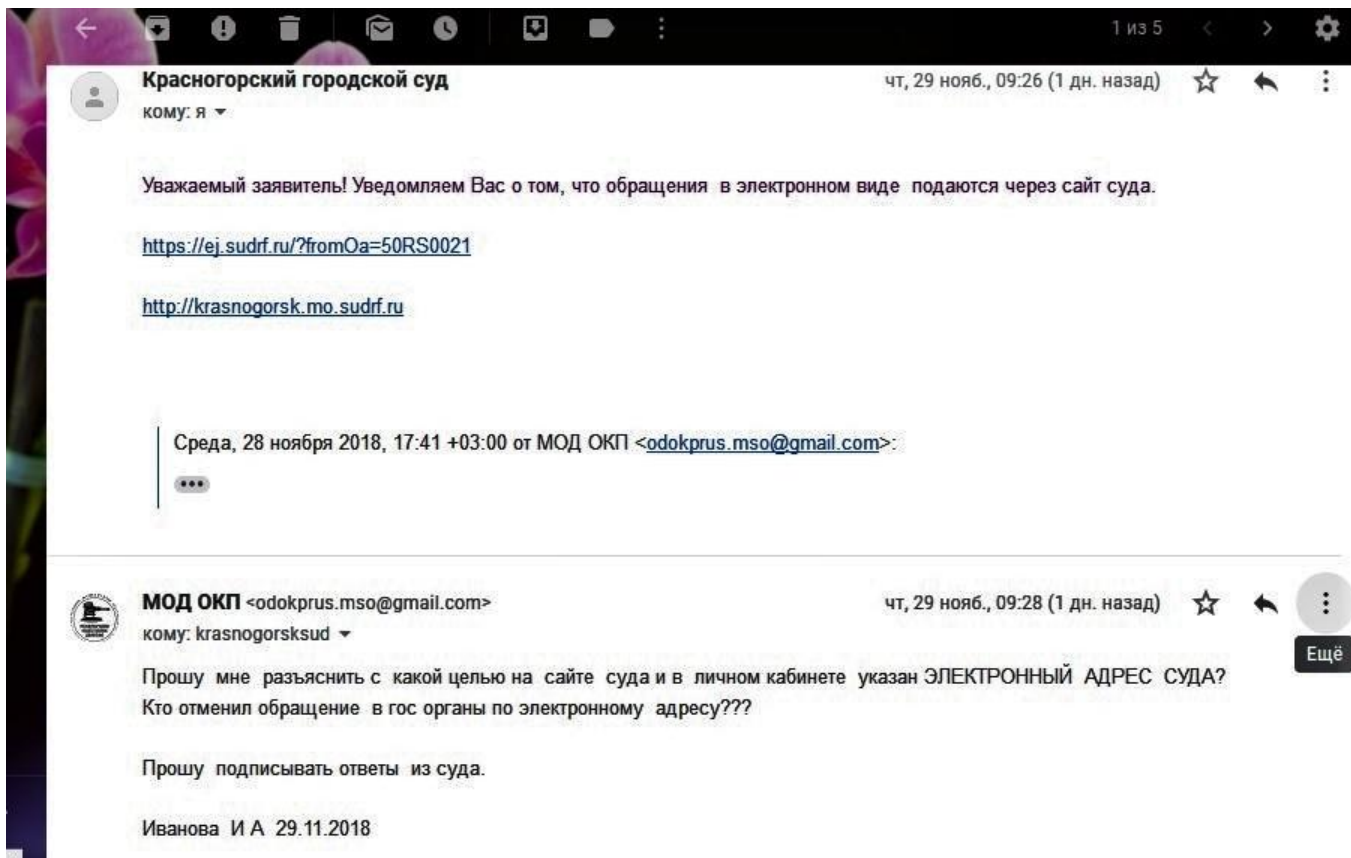 1 из 5
Красногорский городской суд
чт, 29 нояб., 09:26 (1 дн. назад)
кому: я
Уважаемый заявитель! Уведомляем Вас о том, что обращения в электронном виде подаются через сайт суда.
https://ej.sudrf.ru/?fromOa=50RS0021
http://krasnogorsk.mo.sudrf.ru
Среда, 28 ноября 2018, 17:41 +03:00 от МОД ОКП <odokprus.mso@gmail.com>:
МОД ОКП <odokprus.mso@gmail.com>
чт, 29 нояб., 09:28 (1 дн. назад)
кому: krasnogorsksud
Ещё
Прошу мне разъяснить с какой целью на сайте суда и в личном кабинете указан ЭЛЕКТРОННЫЙ АДРЕС СУДА?
Кто отменил обращение в гос органы по электронному адресу???
Прошу подписывать ответы из суда.
Иванова И А 29.11.2018